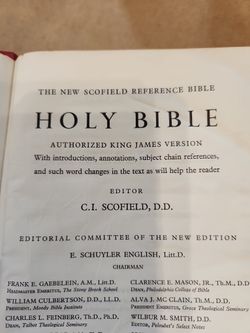 THE NEW SCOFIELD REFERENCE BIBLE
HOLY BIBLE
AUTHORIZED KING JAMES VERSION
With introductions, annotations, subject chain references,
and such word changes in the text as will help the reader
EDITOR
C.I. SCOFIELD, D.D.
EDITORIAL COMMITTEE OF THE NEW EDITION
E. SCHUYLER ENGLISH, Litt.D.
CHAIRMAN
FRANK E. GAEBELEIN, A.M., Litt.D.
HEADMASTER EMERITUS, The Stony Brook School
WILLIAM CULBERTSON, D.D., LL.D.
PRESIDENT, Moody Bible Institute
CHARLES L. FEINBERG, Th.D., Ph.D.
DEAN, Talbot Theological Seminary
CLARENCE E. MASON, JR., Th.M., D.D.
DEAN, Philadelphia College of Bible
ALVA J. MC CLAIN, Th.M., D.D.
PRESIDENT EMERITUS, Grace Theological Seminary
WILBUR M. SMITH, D.D.
EDITOR, Peloubet's Select Notes